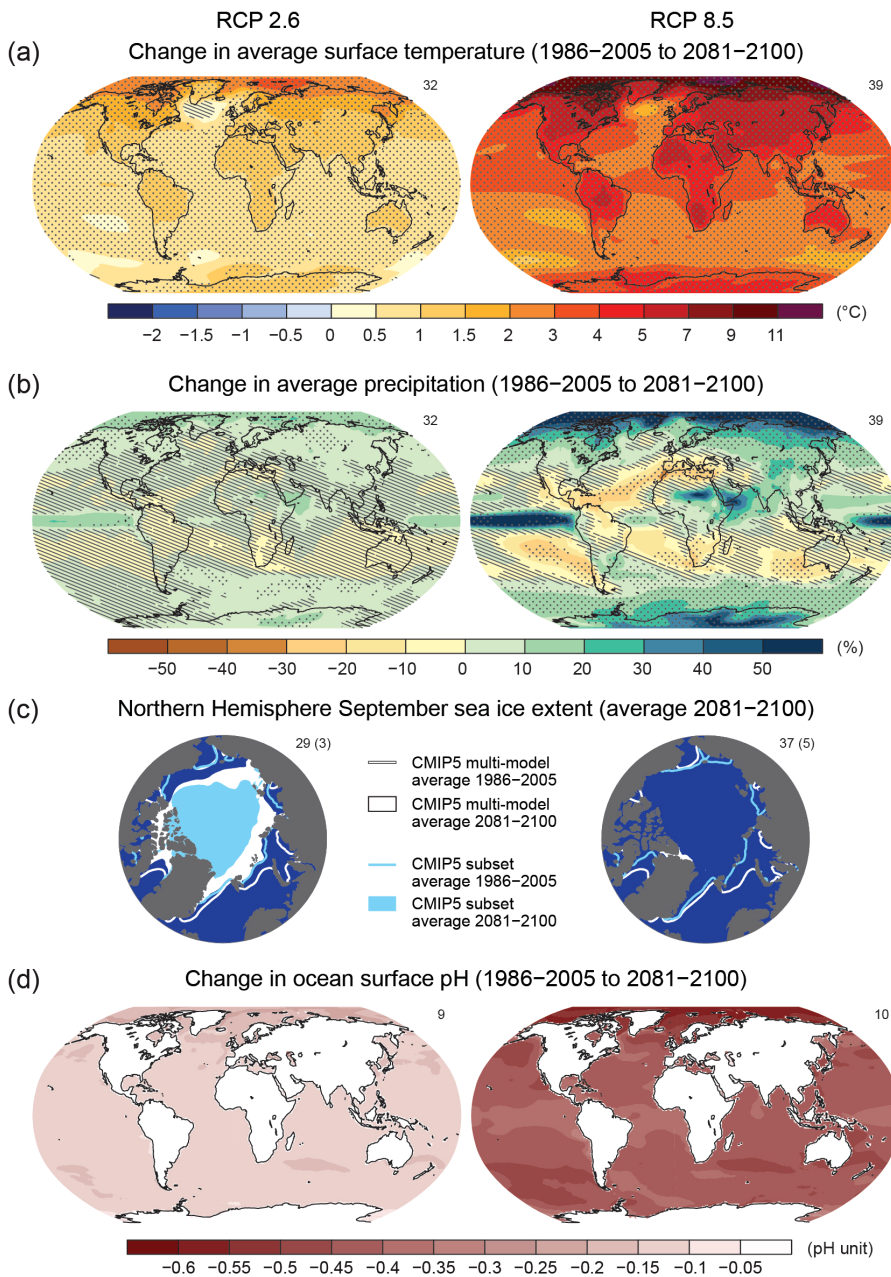 RCP 2.6 RCP 8.5
(a) Change in average surface temperature (1986−2005 to 2081−2100)
32 39
(°C)
−2 −1.5 −1 −0.5 0 0.5 1 1.5 2 3 4 5 7 9 11
(b) Change in average precipitation (1986−2005 to 2081−2100)
32 39
(%)
−50 −40 −30 −20 −10 0 10 20 30 40 50
(c) Northern Hemisphere September sea ice extent (average 2081−2100)
29 (3) 37 (5)
CMIP5 multi-model
average 1986−2005
CMIP5 multi-model
average 2081−2100
CMIP5 subset
average 1986−2005
CMIP5 subset
average 2081−2100
(d) Change in ocean surface pH (1986−2005 to 2081−2100)
9 10
(pH unit)
−0.6 −0.55 −0.5 −0.45 −0.4 −0.35 −0.3 −0.25 −0.2 −0.15 −0.1 −0.05